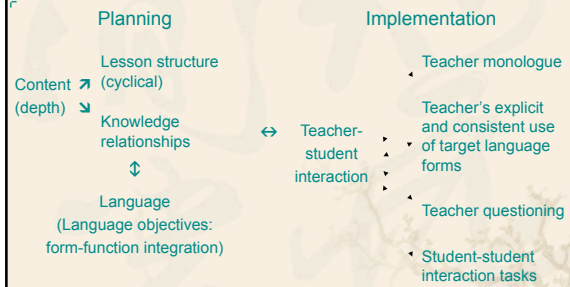 Planning
Implementation
Lesson structure
(cyclical)
Content ↗
(depth) ↘
Knowledge
relationships
↕
Language
(Language objectives:
form-function integration)
↔
Teacher-
student
interaction
Teacher monologue
Teacher's explicit
and consistent use
of target language
forms
Teacher questioning
Student-student
interaction tasks